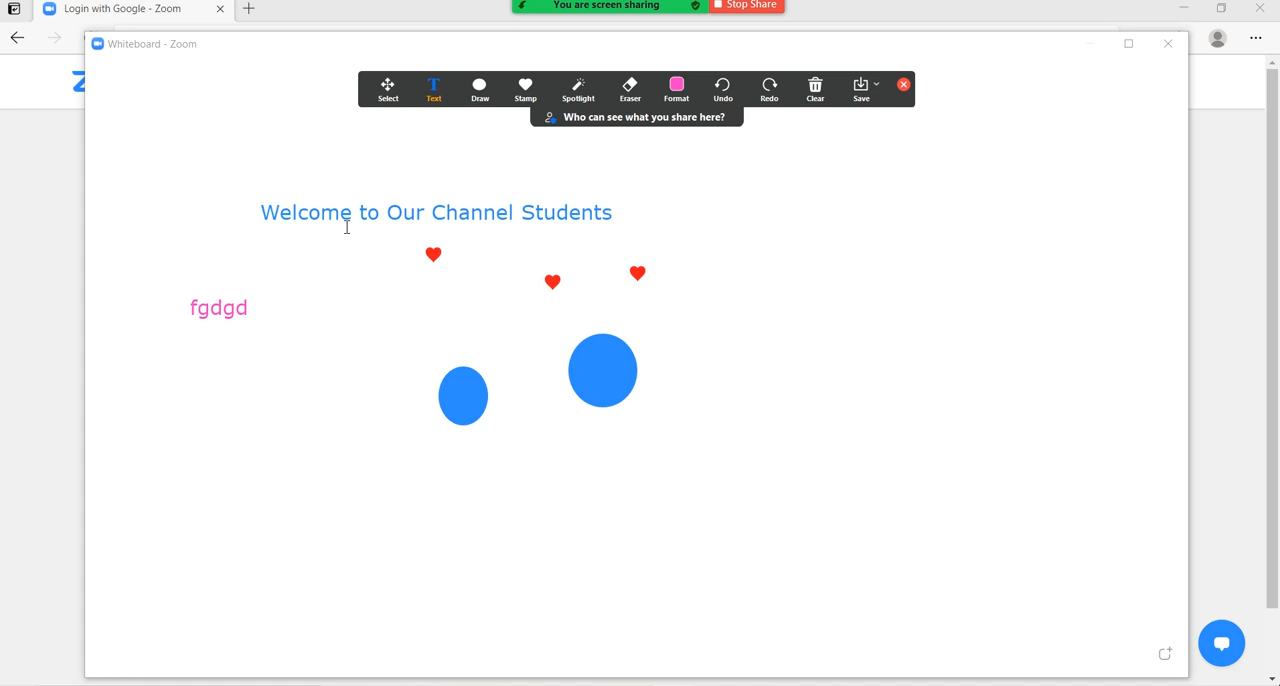 Login with Google - Zoom
You are screen sharing
Stop Share
Whiteboard - Zoom
Select Text Draw Stamp Spotlight Eraser Format Undo Redo Clear Save
Who can see what you share here?
Welcome to Our Channel Students
fgdgd